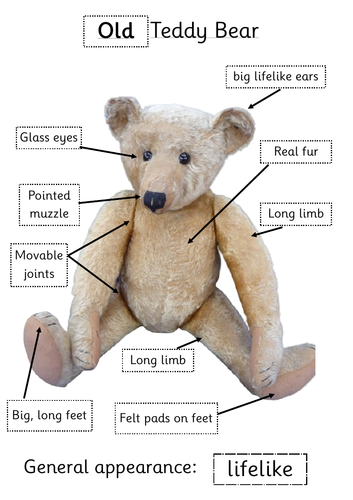 Old Teddy Bear
big lifelike ears
Glass eyes
Real fur
Pointed
muzzle
Long limb
Movable
joints
Long limb
Big, long feet
Felt pads on feet
General appearance: lifelike